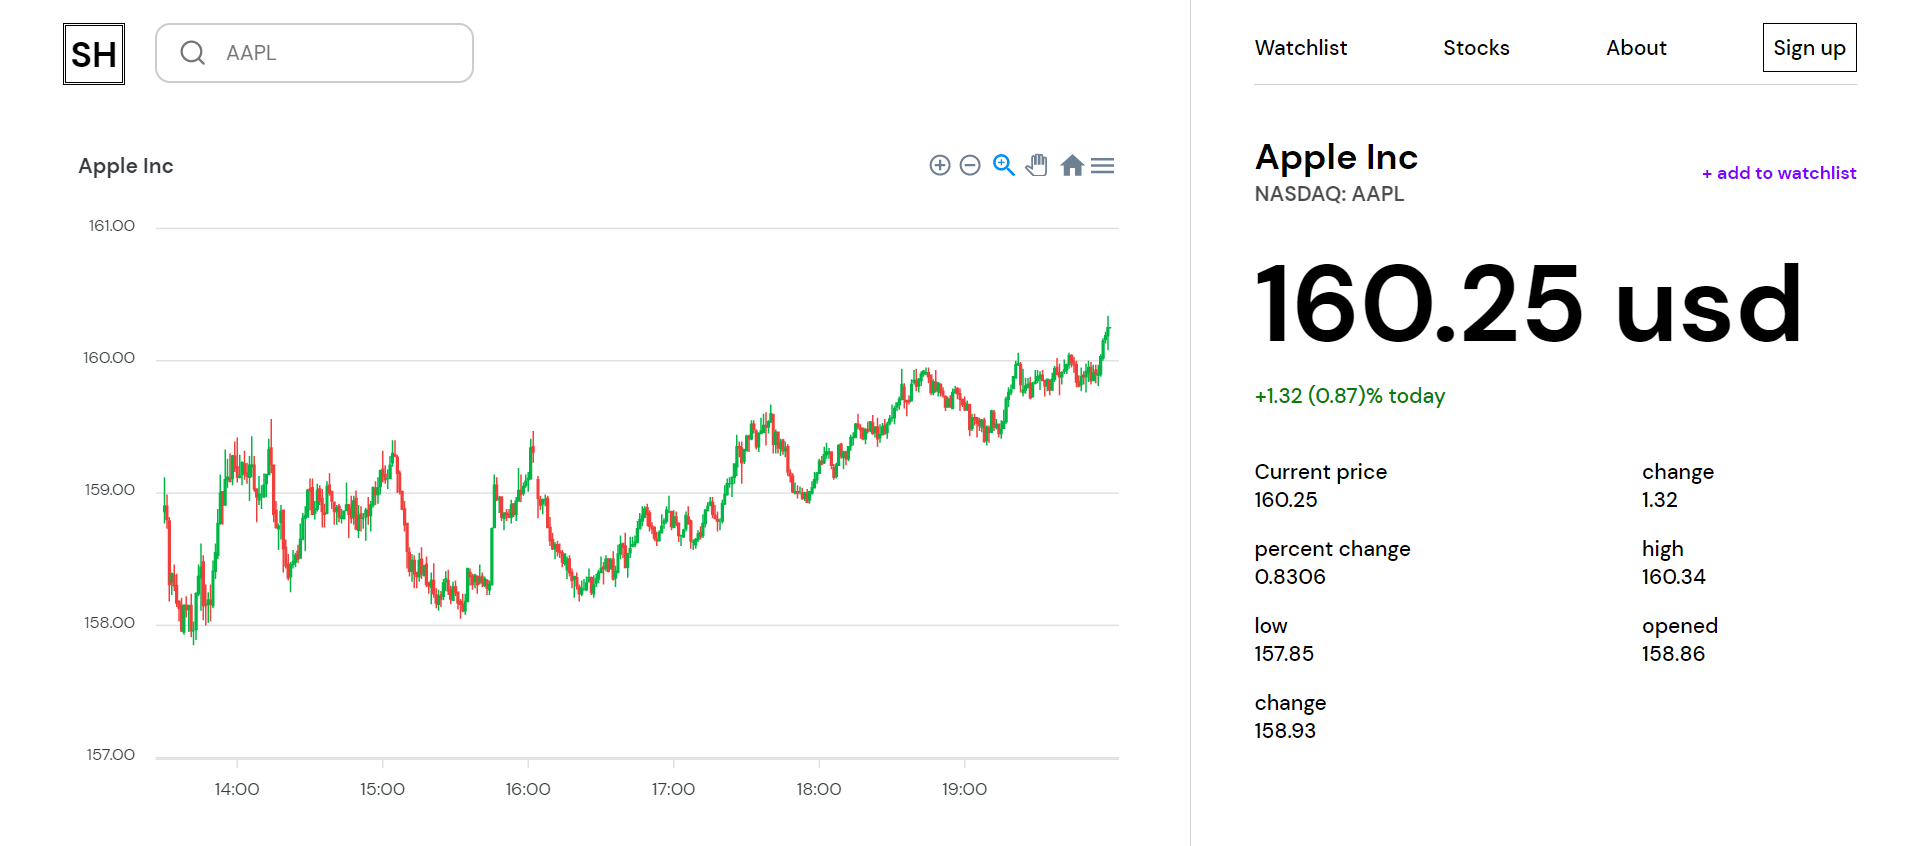 SH
AAPL
Watchlist
Stocks
About
Sign up
Apple Inc
161.00
160.00
159.00
158.00
157.00
14:00
15:00
16:00
17:00
18:00
19:00
Apple Inc
NASDAQ: AAPL
+ add to watchlist
160.25 usd
+1.32 (0.87)% today
Current price
160.25
change
1.32
percent change
0.8306
high
160.34
low
157.85
opened
158.86
change
158.93